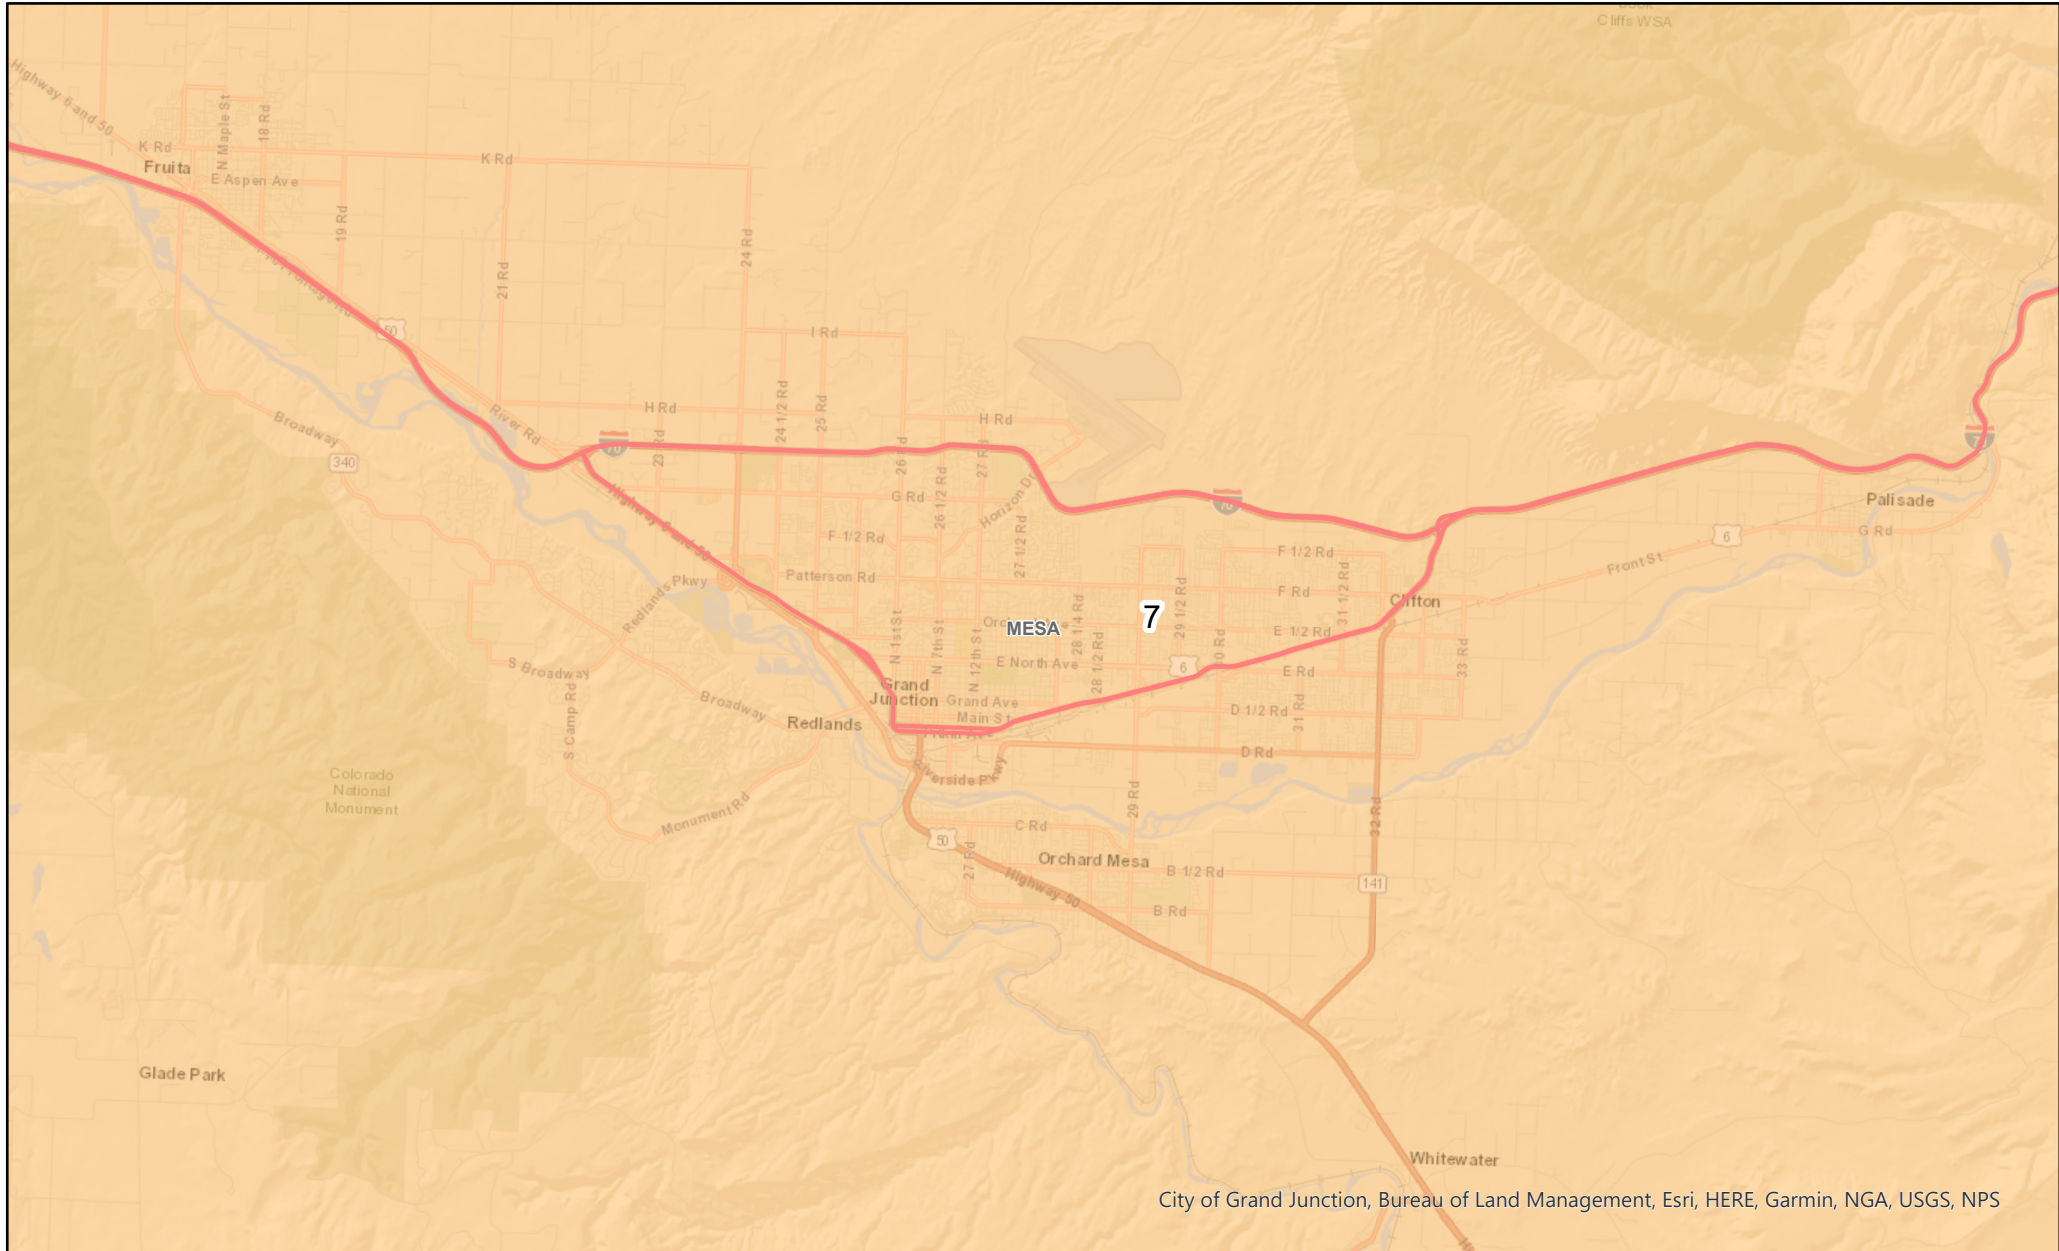 Cliffs WSA
Highway 6 and 50
N Maple St
18 Rd
K Rd
Fruita
K Rd
E Aspen Ave
19 Rd
24 Rd
21 Rd
50
I Rd
H Rd
24 1/2 Rd
25 Rd
H Rd
Broadway
River Rd
340
70
23 Rd
27 Rd
26 1/2 Rd
Horizon Dr
G Rd
70
70
Palisade
Highway 6 and 50
F 1/2 Rd
27 1/2 Rd
F 1/2 Rd
6
G Rd
Front St
Patterson Rd
Redlands Pkwy
29 1/2 Rd
F Rd
31 1/2 Rd
Clifton
7
MESA
N 1st St
N 7th St
N 12th St
28 1/4 Rd
28 1/2 Rd
E 1/2 Rd
30 Rd
33 Rd
E North Ave
6
E Rd
S Broadway
S Camp Rd
Broadway
Redlands
Grand
Junction
Grand Ave
Main St
D 1/2 Rd
31 Rd
D Rd
Riverside Pkwy
Colorado
National
Monument
Monument Rd
29 Rd
32 Rd
C Rd
50
27 Rd
Orchard Mesa
B 1/2 Rd
Highway 50
141
B Rd
Glade Park
Whitewater
City of Grand Junction, Bureau of Land Management, Esri, HERE, Garmin, NGA, USGS, NPS